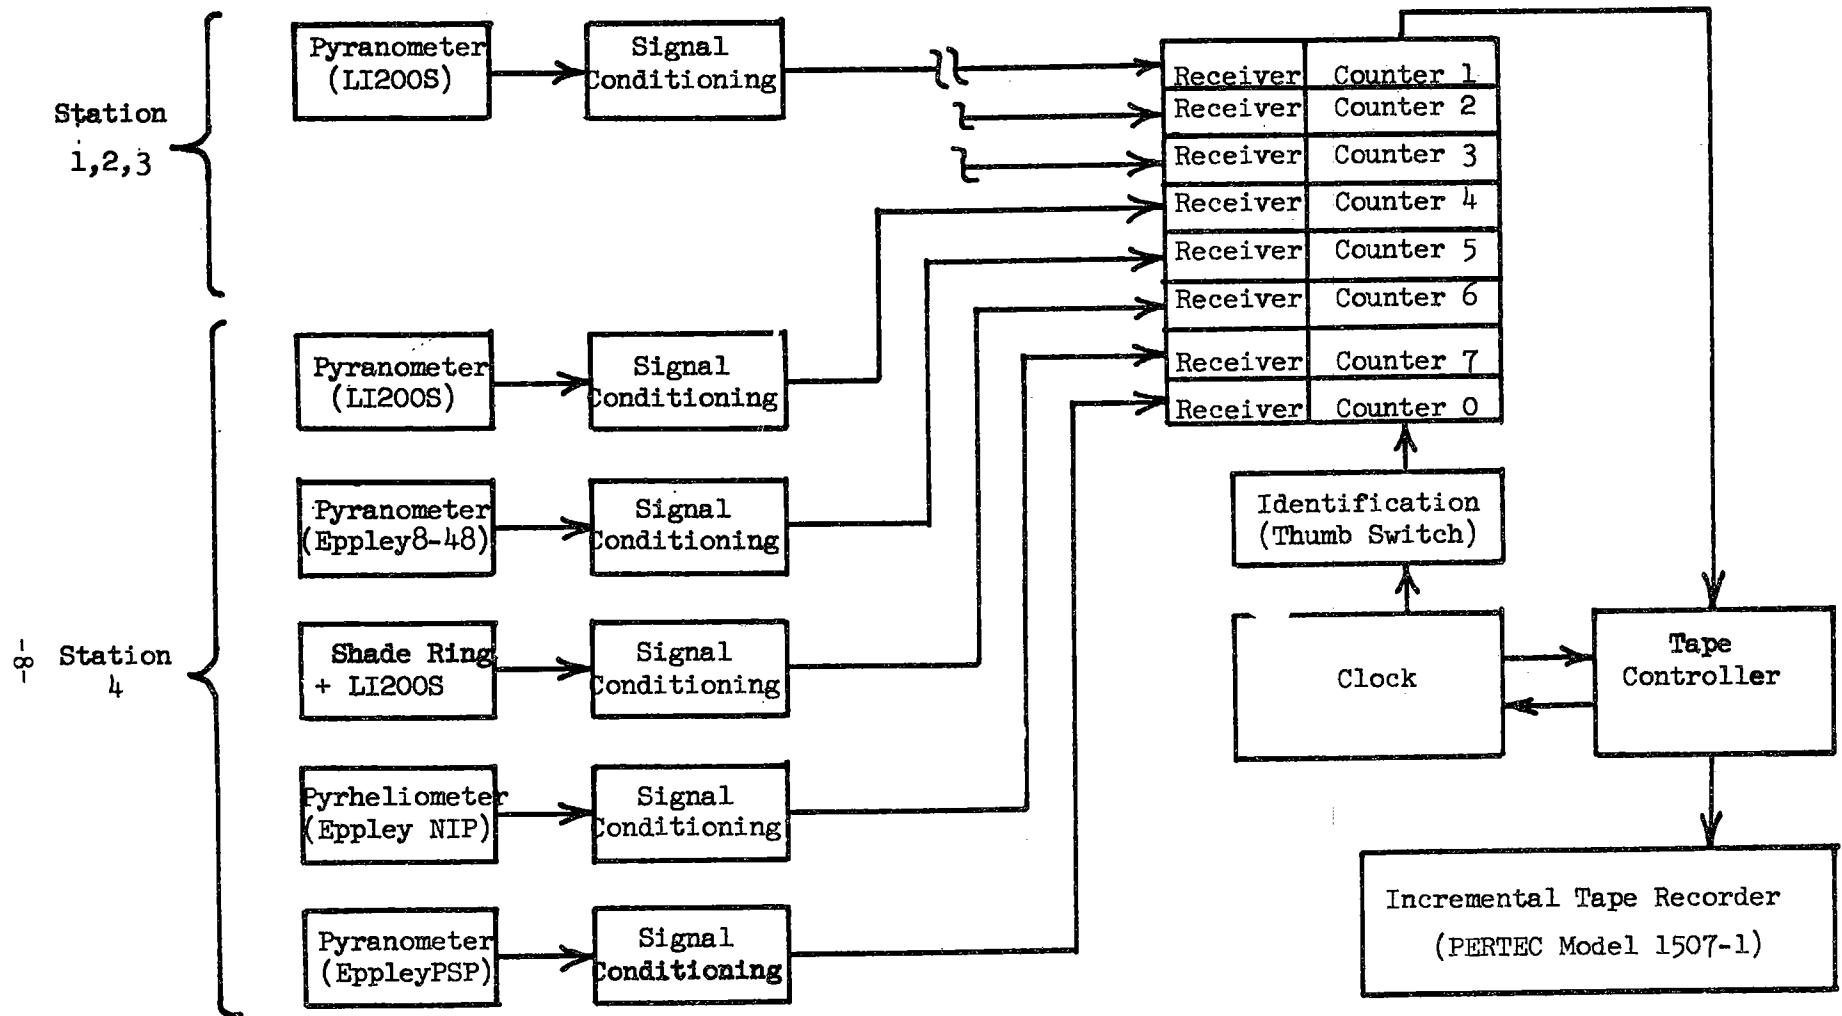 Station
1,2,3
Pyranometer
(LI200S)
Signal
Conditioning
Receiver Counter 1
Receiver Counter 2
Receiver Counter 3
Receiver Counter 4
Receiver Counter 5
Receiver Counter 6
Receiver Counter 7
Receiver Counter 0
-8-
Station
4
Pyranometer
(LI200S)
Signal
Conditioning
Pyranometer
(Eppley8-48)
Signal
Conditioning
Shade Ring
+ LI200S
Signal
Conditioning
Pyrheliometer
(Eppley NIP)
Signal
Conditioning
Pyranometer
(EppleyPSP)
Signal
Conditioning
Identification
(Thumb Switch)
Clock
Tape
Controller
Incremental Tape Recorder
(PERTEC Model 1507-1)